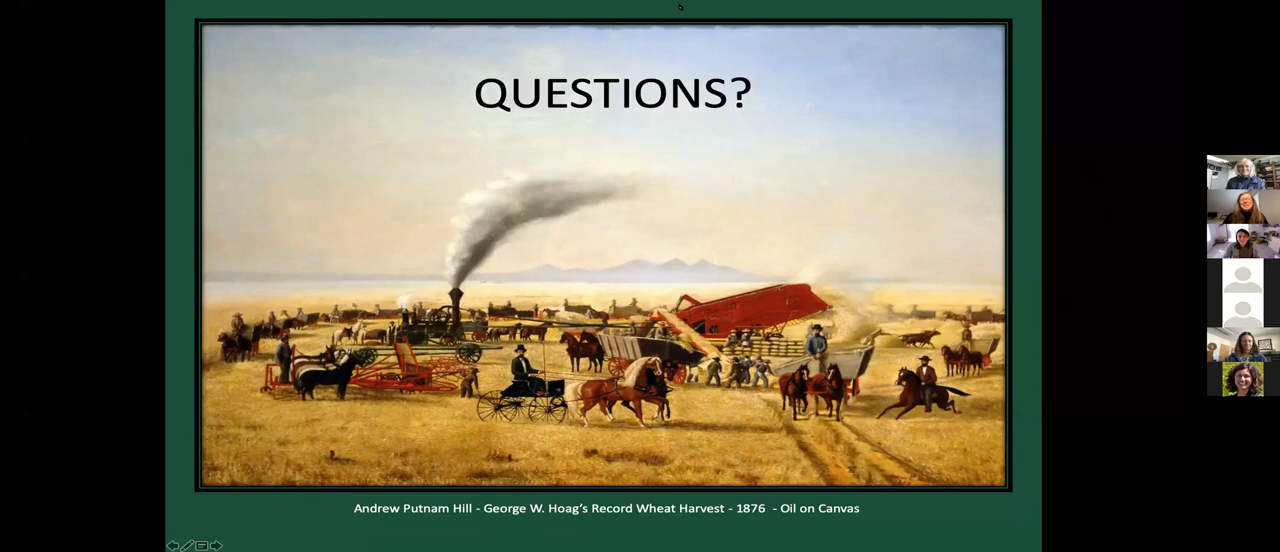 QUESTIONS?
Andrew Putnam Hill - George W. Hoag's Record Wheat Harvest - 1876 - Oil on Canvas